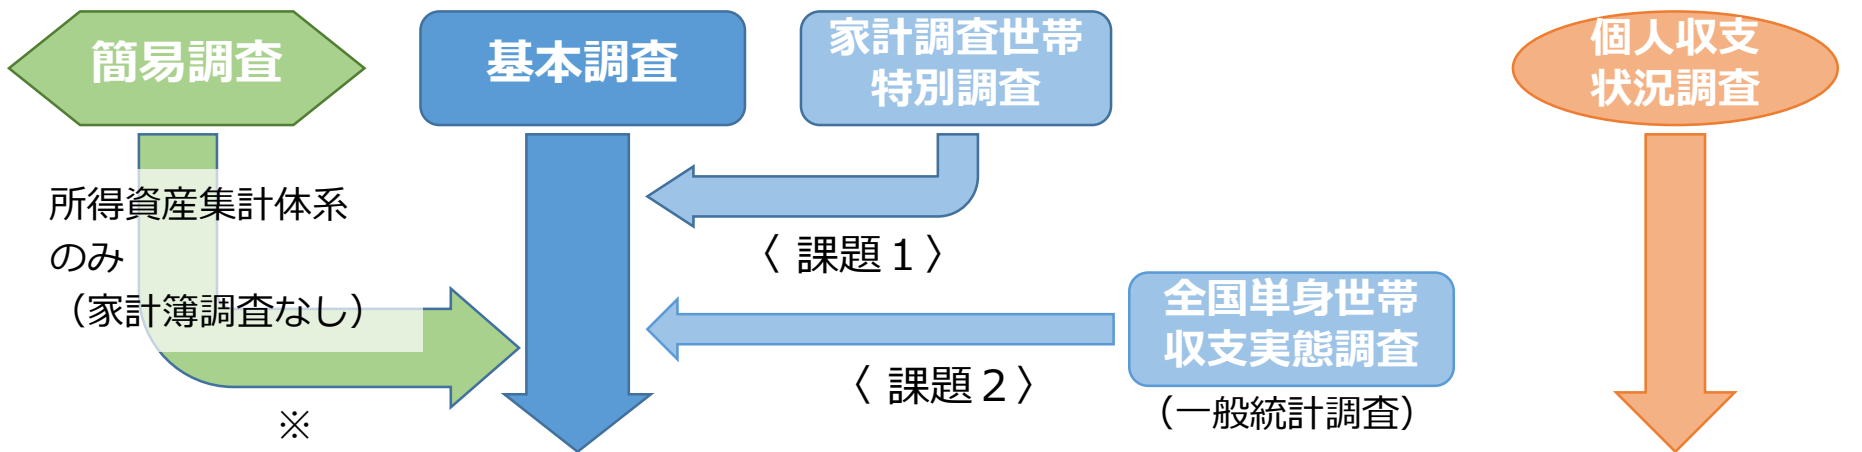 簡易調査
基本調査
家計調査世帯
特別調査
個人収支
状況調査
所得資産集計体系
のみ
（家計簿調査なし）
〈 課題１〉
全国単身世帯
収支実態調査
（一般統計調査）
〈 課題２〉
※